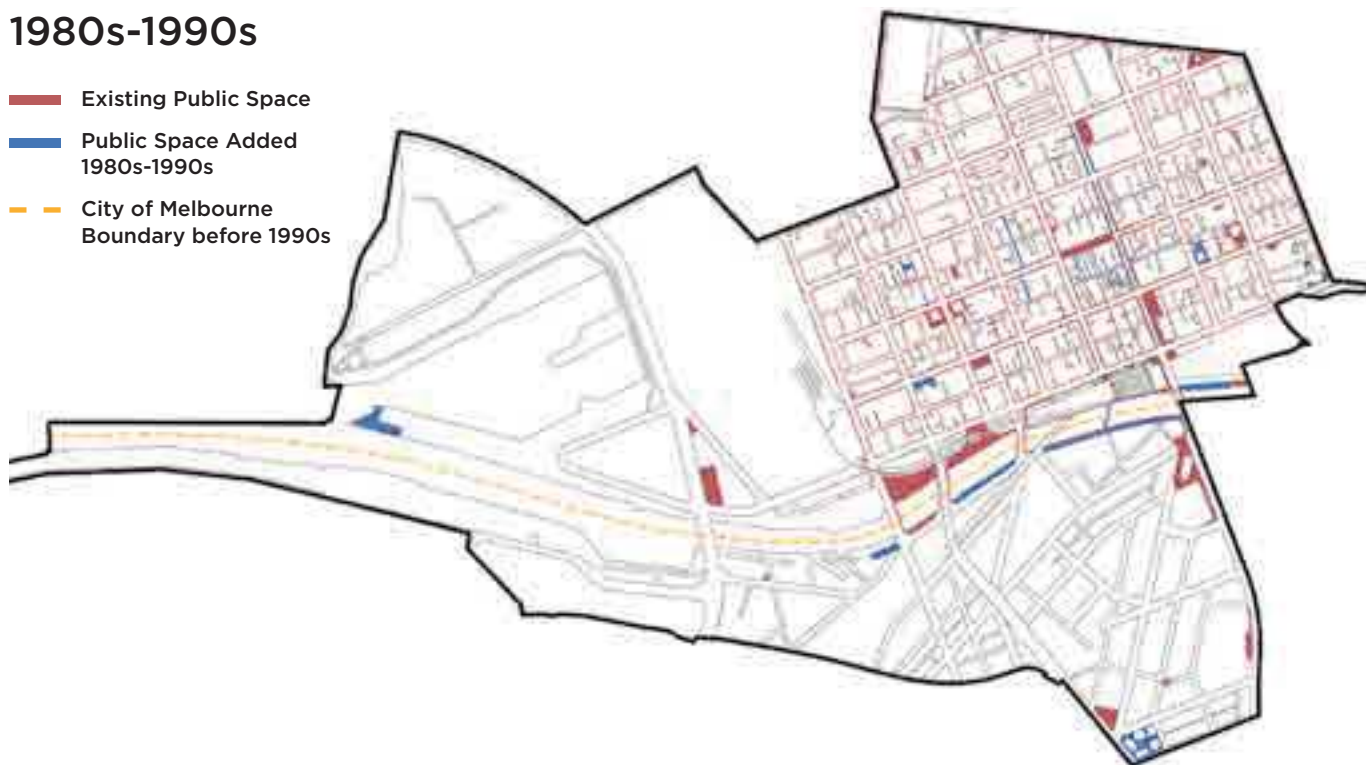 1980s-1990s
Existing Public Space
Public Space Added
1980s-1990s
City of Melbourne
Boundary before 1990s